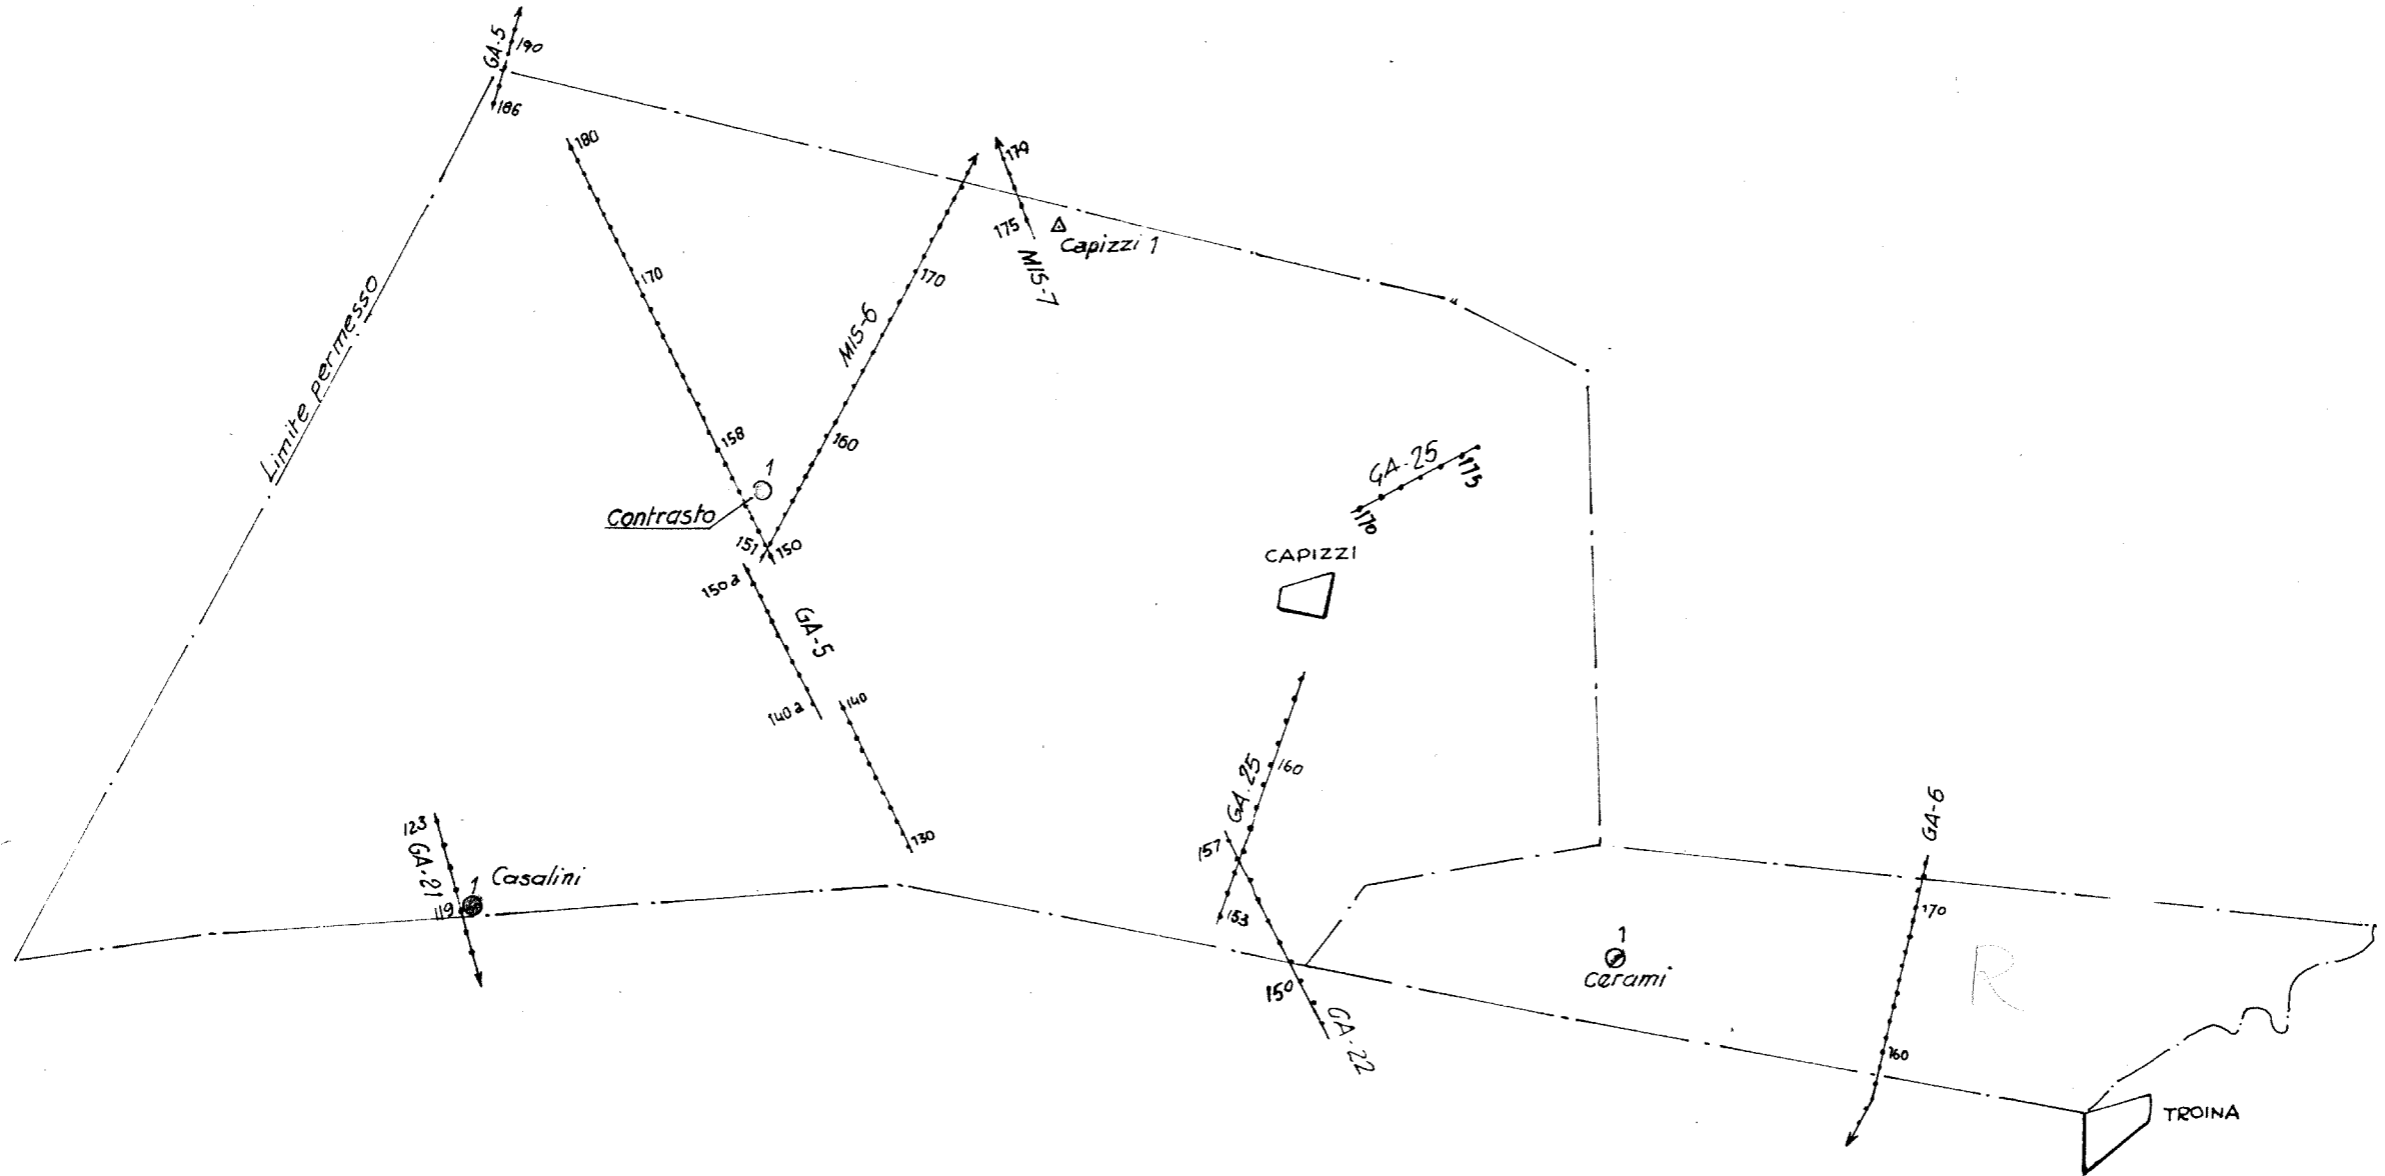 GA-5
190
186
180
179
170
175
Capizzi 1
MIS-7
170
MIS-6
Limite permesso
158
160
1
Contrasto
151
150
GA-25
175
170
CAPIZZI
150a
GA-5
140a
140
130
GA-25
160
157
153
150
GA-22
123
GA-21
119
1
Casalini
GA-6
170
160
1
Cerami
R
TROINA